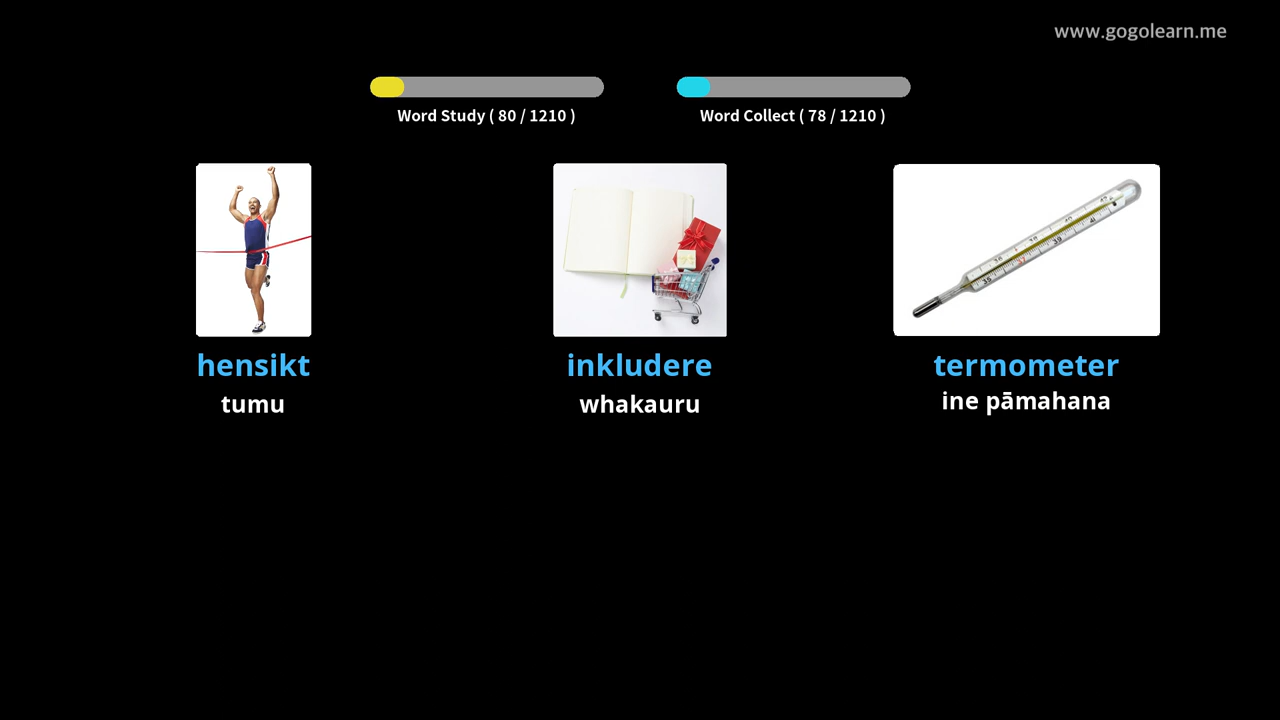 www.gogolearn.me
Word Study ( 80 / 1210 )
Word Collect ( 78 / 1210 )
hensikt
inkludere
termometer
tumu
whakauru
ine pāmahana